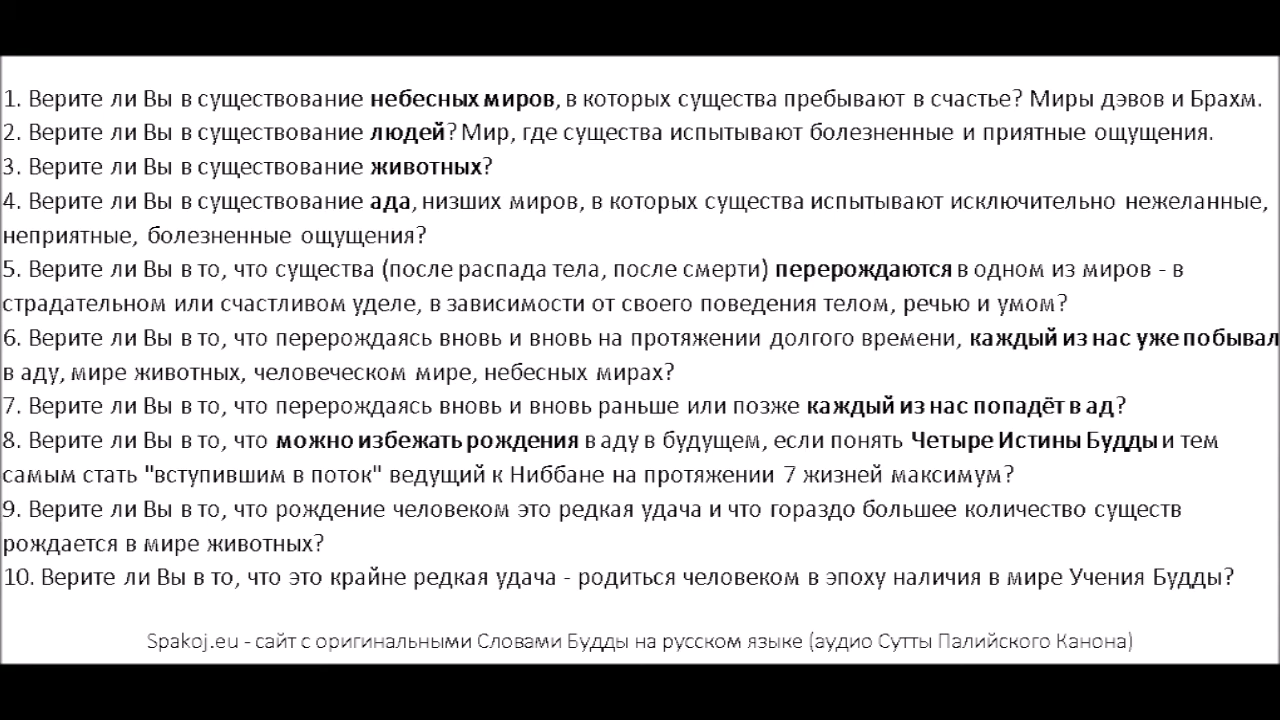 1. Верите ли Вы в существование небесных миров, в которых существа пребывают в счастье? Миры дэвов и Брахм.
2. Верите ли Вы в существование людей? Мир, где существа испытывают болезненные и приятные ощущения.
3. Верите ли Вы в существование животных?
4. Верите ли Вы в существование ада, низших миров, в которых существа испытывают исключительно нежеланные,
неприятные, болезненные ощущения?
5. Верите ли Вы в то, что существа (после распада тела, после смерти) перерождаются в одном из миров - в
страдательном или счастливом уделе, в зависимости от своего поведения телом, речью и умом?
6. Верите ли Вы в то, что перерождаясь вновь и вновь на протяжении долгого времени, каждый из нас уже побывал
в аду, мире животных, человеческом мире, небесных мирах?
7. Верите ли Вы в то, что перерождаясь вновь и вновь раньше или позже каждый из нас попадёт в ад?
8. Верите ли Вы в то, что можно избежать рождения в аду в будущем, если понять Четыре Истины Будды и тем
самым стать "вступившим в поток" ведущий к Ниббане на протяжении 7 жизней максимум?
9. Верите ли Вы в то, что рождение человеком это редкая удача и что гораздо большее количество существ
рождается в мире животных?
10. Верите ли Вы в то, что это крайне редкая удача - родиться человеком в эпоху наличия в мире Учения Будды?
Spakoj.eu - сайт с оригинальными Словами Будды на русском языке (аудио Сутты Палийского Канона)